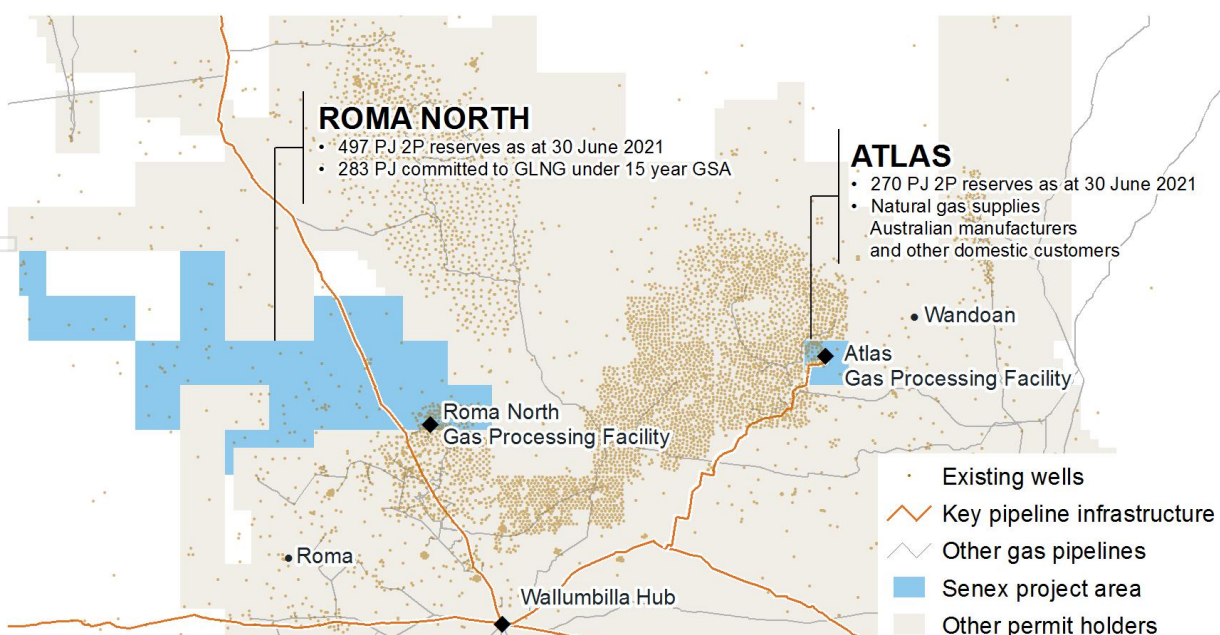 ROMA NORTH
• 497 PJ 2P reserves as at 30 June 2021
• 283 PJ committed to GLNG under 15 year GSA
ATLAS
• 270 PJ 2P reserves as at 30 June 2021
• Natural gas supplies
Australian manufacturers
and other domestic customers
Wandoan
Atlas
Gas Processing Facility
Roma North
Gas Processing Facility
Roma
Wallumbilla Hub
Existing wells
Key pipeline infrastructure
Other gas pipelines
Senex project area
Other permit holders